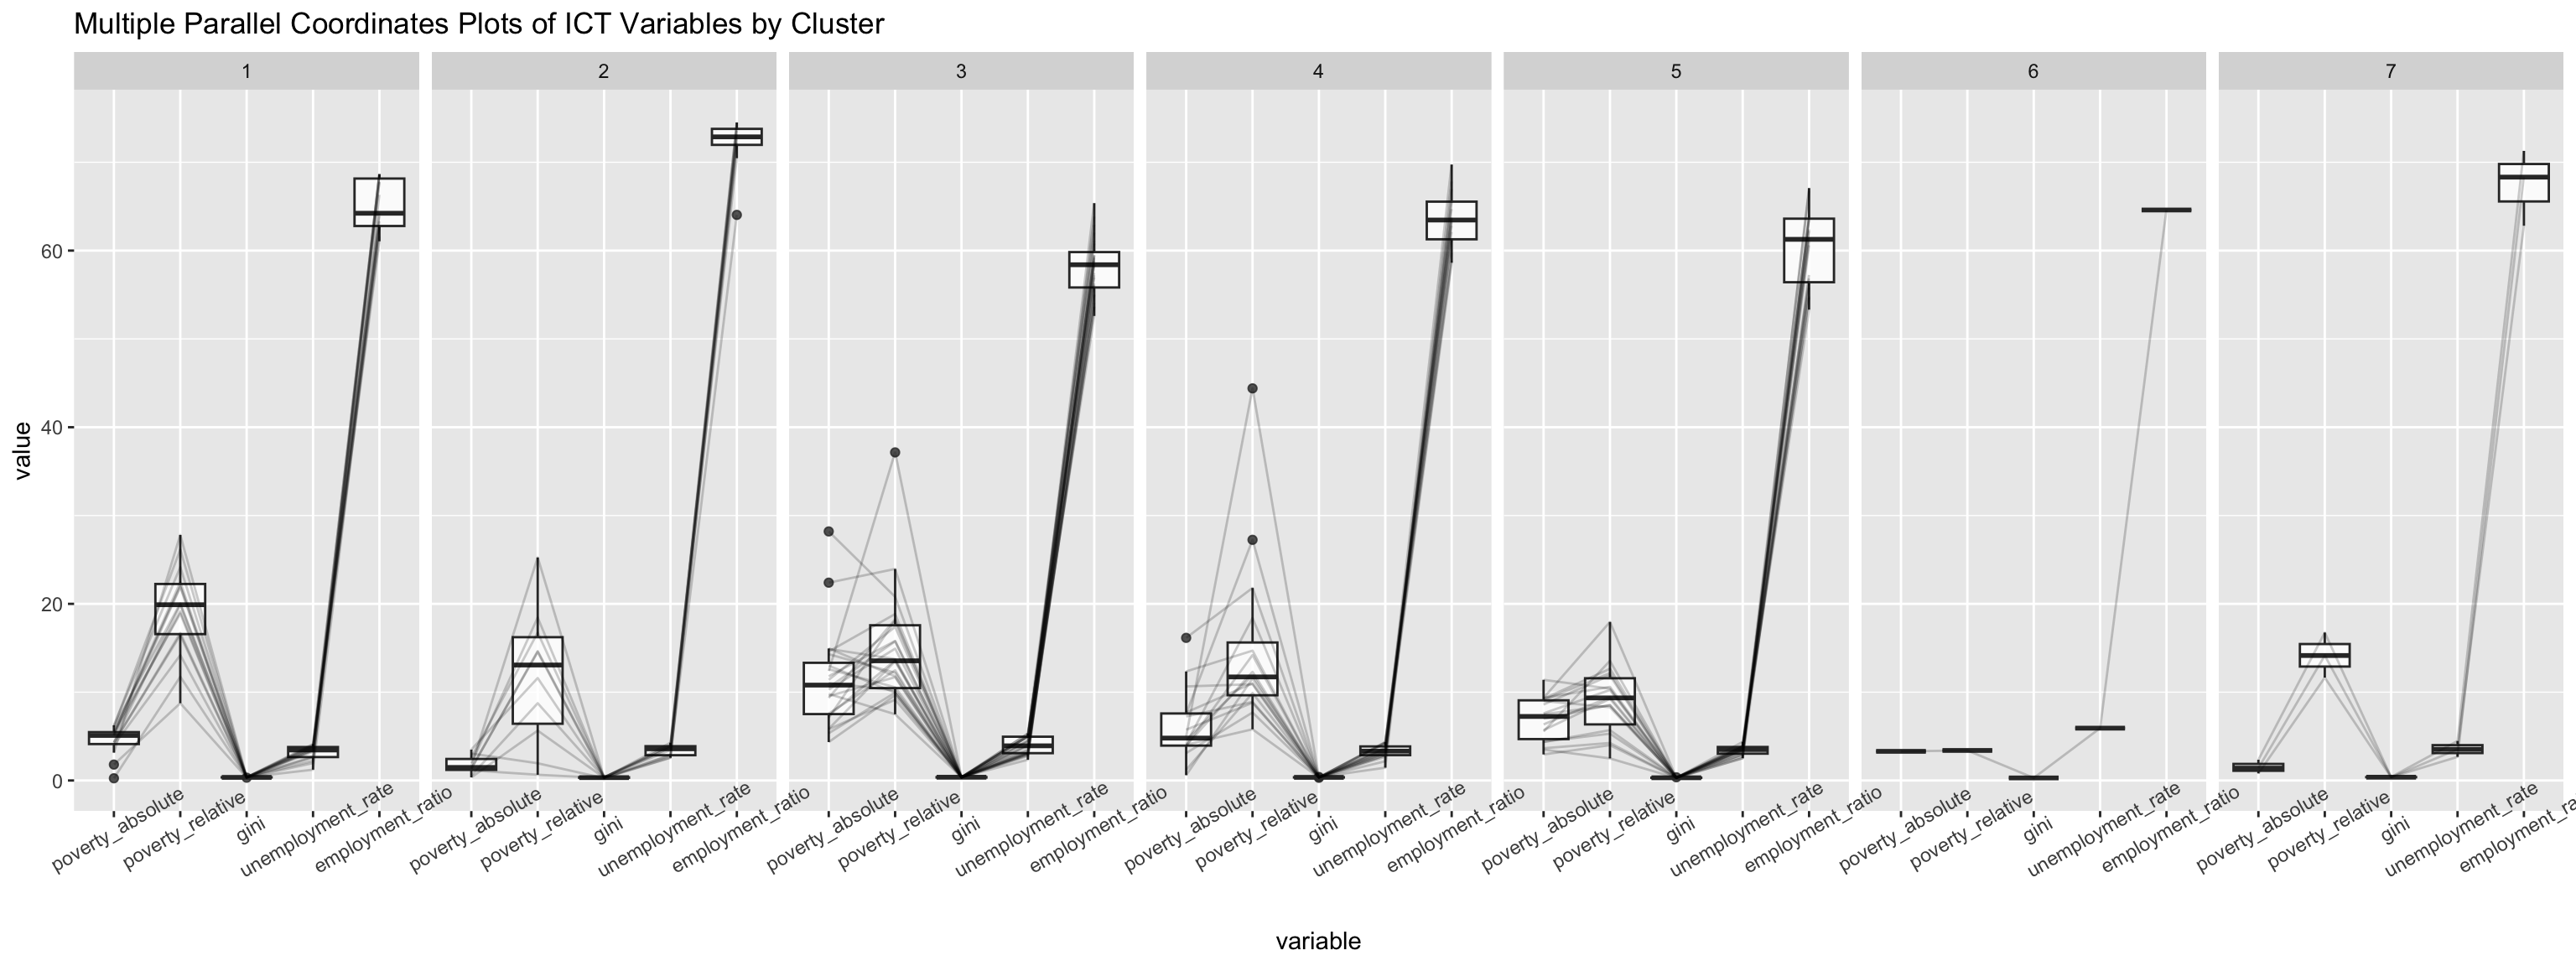 Multiple Parallel Coordinates Plots of ICT Variables by Cluster
1 2 3 4 5 6 7
value
60
40
20
0
poverty_absolute poverty_relative gini unemployment_rate employment_ratio
poverty_absolute poverty_relative gini unemployment_rate employment_ratio
poverty_absolute poverty_relative gini unemployment_rate employment_ratio
poverty_absolute poverty_relative gini unemployment_rate employment_ratio
poverty_absolute poverty_relative gini unemployment_rate employment_ratio
poverty_absolute poverty_relative gini unemployment_rate employment_ratio
poverty_absolute poverty_relative gini unemployment_rate employment_ra
variable